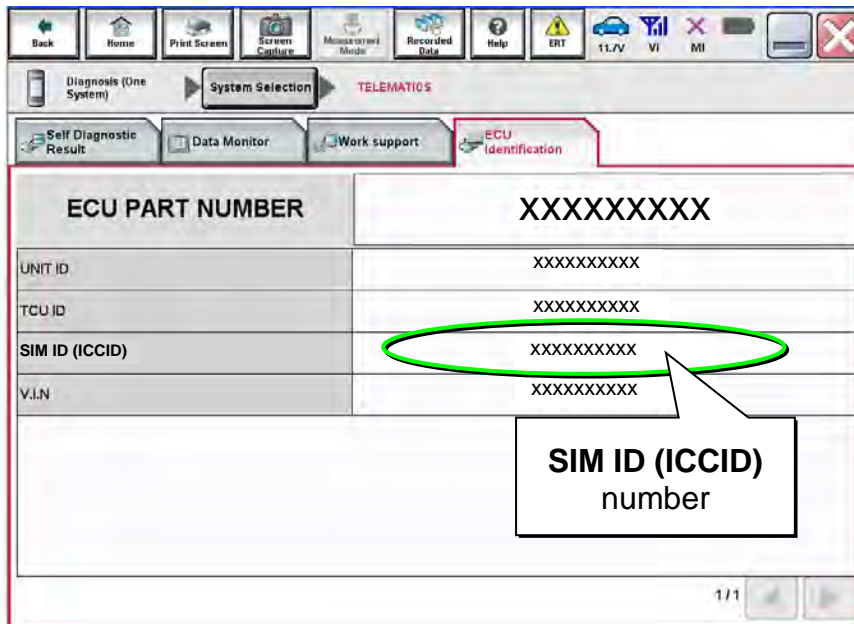 Back
Home
Print Screen
Screen
Capture
Measurement
Mode
Recorded
Data
Help
ERT
11.7V
VI
MI
Diagnosis (One
System)
System Selection
TELEMATICS
Self Diagnostic
Result
Data Monitor
Work support
ECU
Identification
ECU PART NUMBER
XXXXXXXXX
UNIT ID
XXXXXXXXXX
TCU ID
XXXXXXXXXX
SIM ID (ICCID)
XXXXXXXXXX
V.I.N
XXXXXXXXXX
SIM ID (ICCID)
number
1/1